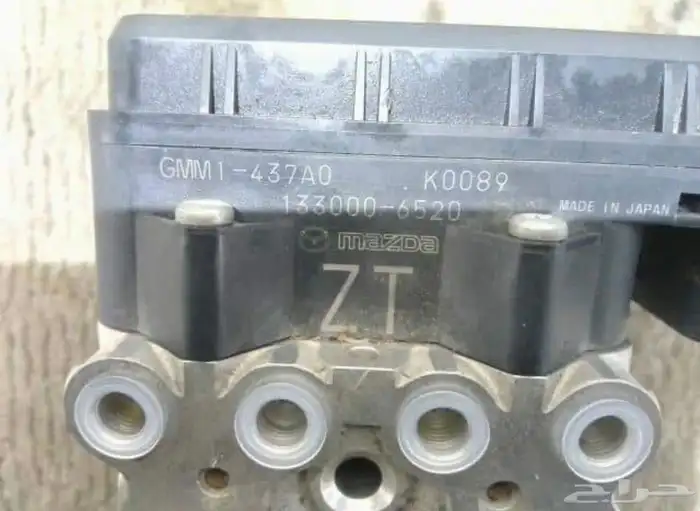 GMM1-437A0 . K0089
133000-6520
MADE IN JAPAN
mazda
ZT
حراج